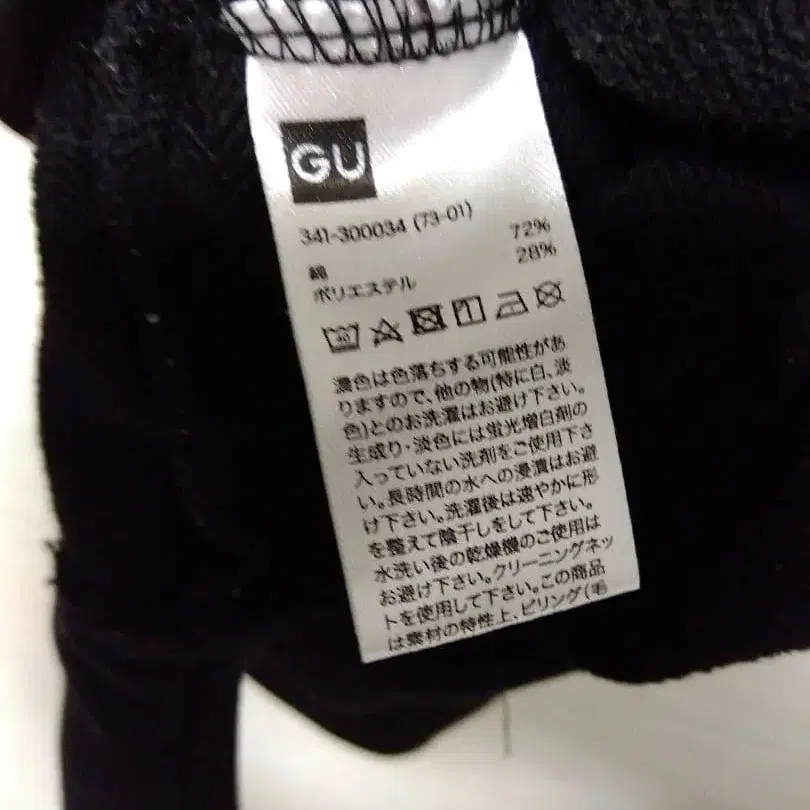 GU
341-300034 (73-01)
綿 72%
ポリエステル 28%
濃色は色落ちする可能性があ
りますので、他の物(特に白、淡
色)とのお洗濯はお避け下さい。
生成り・淡色には蛍光増白剤の
入っていない洗剤をご使用下さ
い。長時間の水への浸漬はお避
け下さい。洗濯後は速やかに形
を整えて陰干しをして下さい。
水洗い後の乾燥機のご使用は
お避け下さい。クリーニングネッ
トを使用して下さい。この商品
は素材の特性上、ピリング(毛